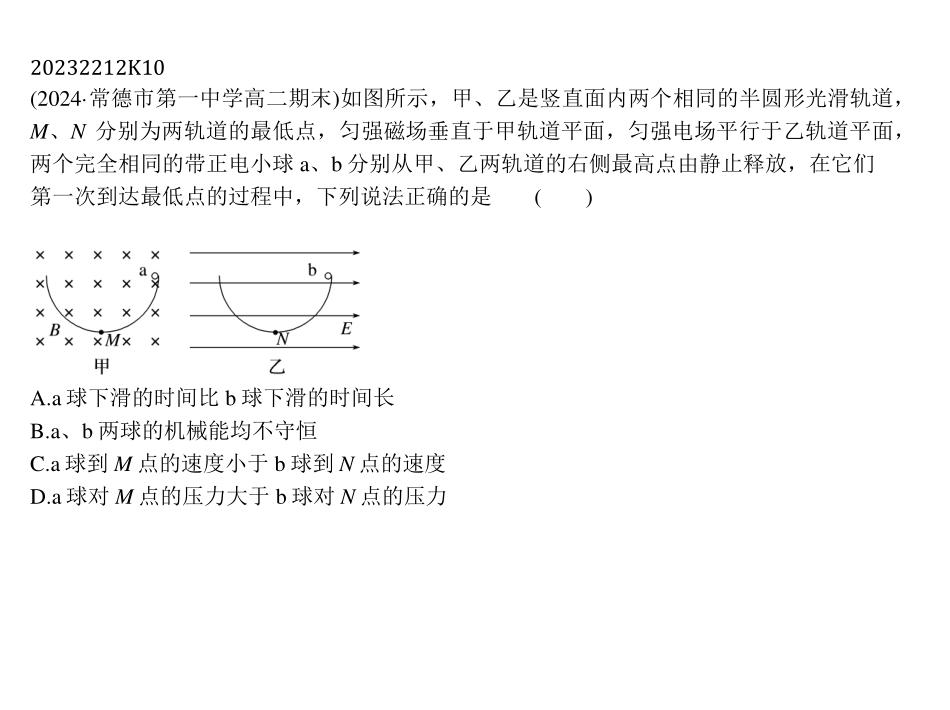 20232212K10
(2024·常德市第一中学高二期末)如图所示，甲、乙是竖直面内两个相同的半圆形光滑轨道，
M、N 分别为两轨道的最低点，匀强磁场垂直于甲轨道平面，匀强电场平行于乙轨道平面，
两个完全相同的带正电小球 a、b 分别从甲、乙两轨道的右侧最高点由静止释放，在它们
第一次到达最低点的过程中，下列说法正确的是 ( )
a
b
B
M
N
E
甲
乙
A.a 球下滑的时间比 b 球下滑的时间长
B.a、b 两球的机械能均不守恒
C.a 球到 M 点的速度小于 b 球到 N 点的速度
D.a 球对 M 点的压力大于 b 球对 N 点的压力